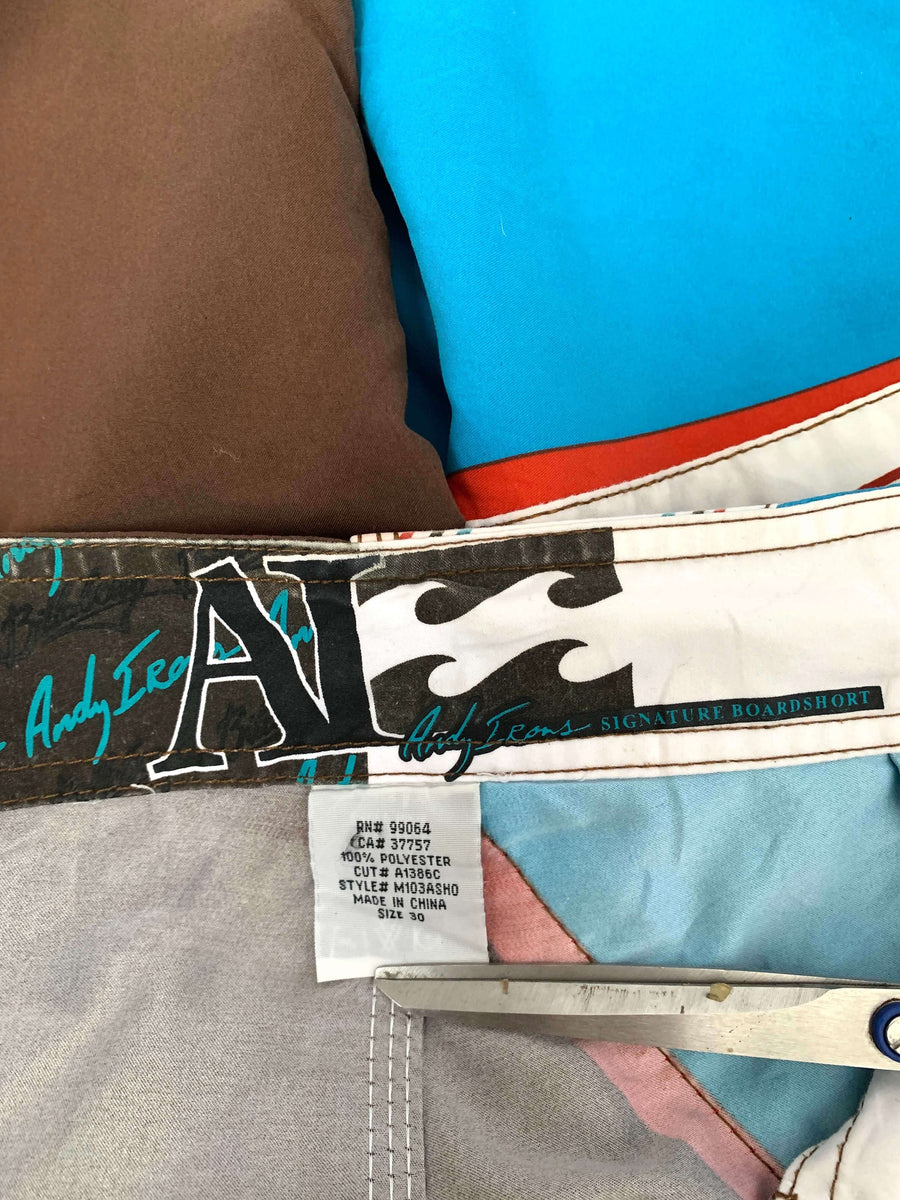 Andy Irons
AI
Andy Irons SIGNATURE BOARDSHORT
RN# 99064
CA# 37757
100% POLYESTER
CUT# A1386C
STYLE# M103ASHO
MADE IN CHINA
SIZE 30